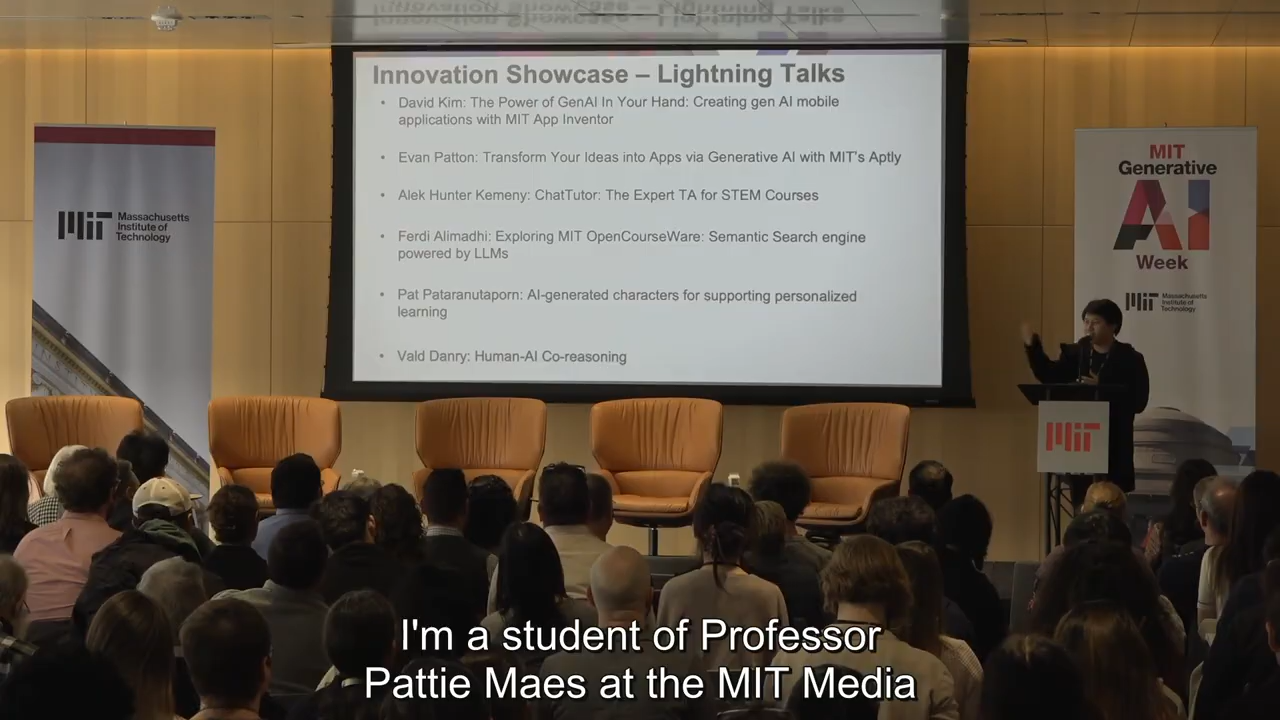 Innovation Showcase – Lightning Talks
• David Kim: The Power of GenAI In Your Hand: Creating gen AI mobile
applications with MIT App Inventor
• Evan Patton: Transform Your Ideas into Apps via Generative AI with MIT's Aptly
• Alek Hunter Kemeny: ChatTutor: The Expert TA for STEM Courses
• Ferdi Alimadhi: Exploring MIT OpenCourseWare: Semantic Search engine
powered by LLMs
• Pat Pataranutaporn: AI-generated characters for supporting personalized
learning
• Vald Danry: Human-AI Co-reasoning
MIT
Massachusetts
Institute of
Technology
MIT
Generative
AI
Week
MIT
Massachusetts
Institute of
Technology
MIT
I'm a student of Professor
Pattie Maes at the MIT Media